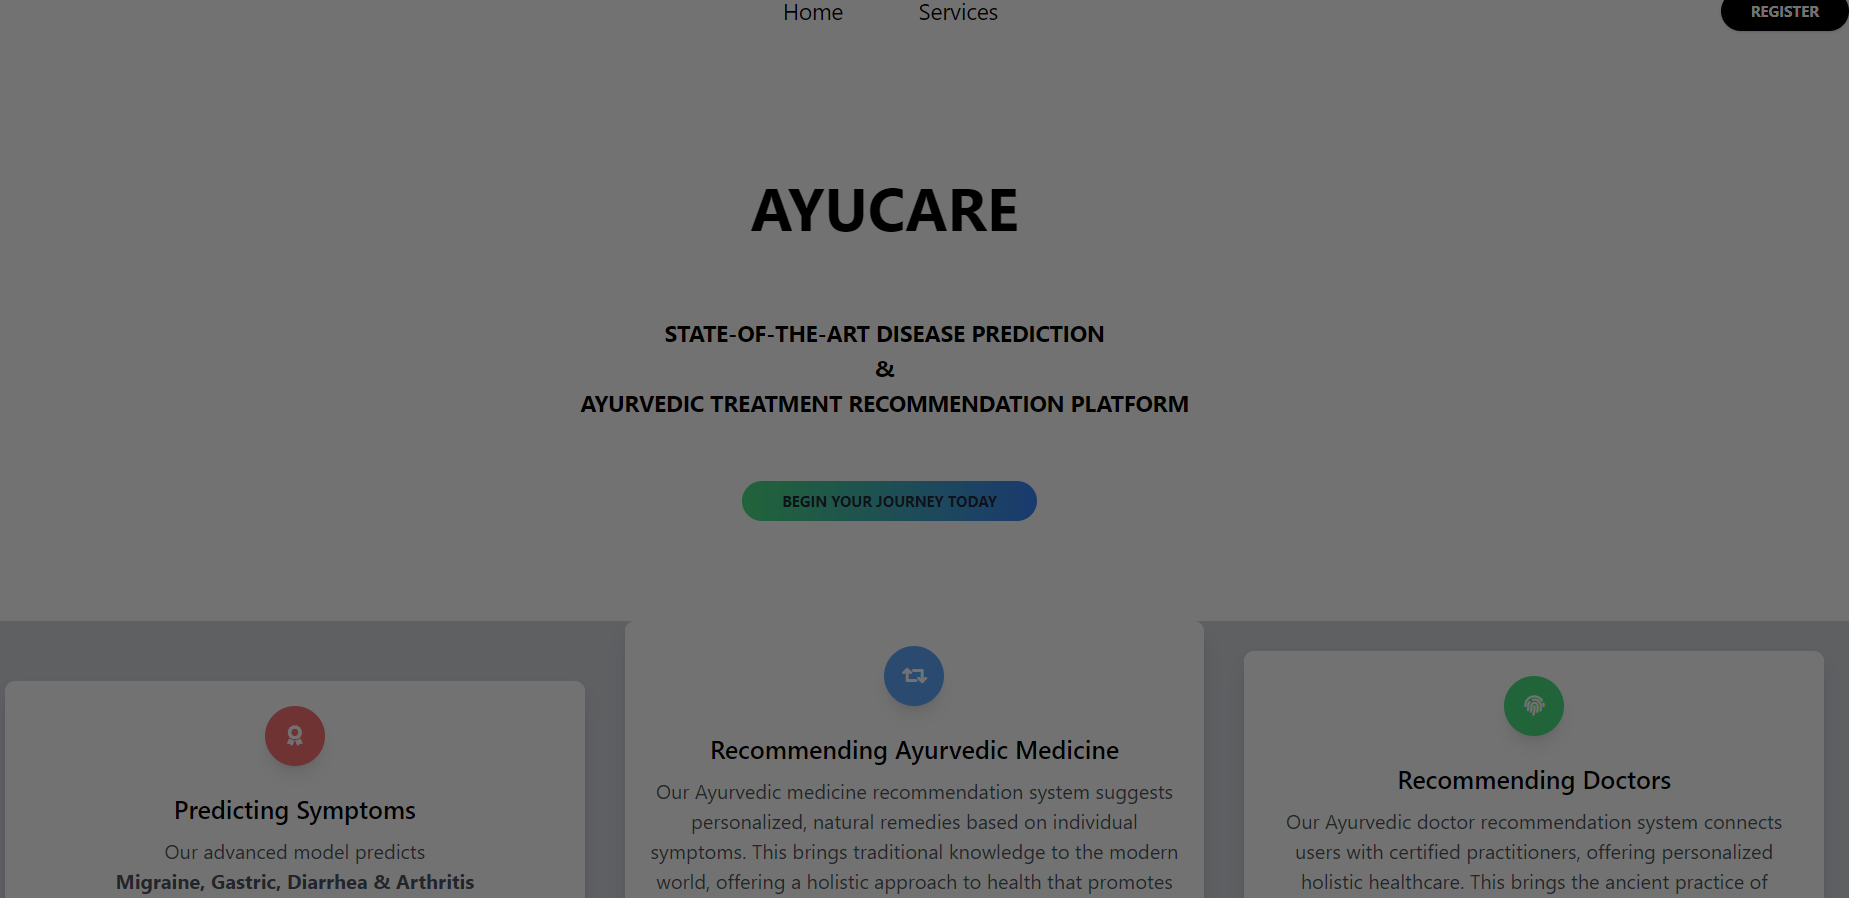 Home Services REGISTER
AYUCARE
STATE-OF-THE-ART DISEASE PREDICTION
&
AYURVEDIC TREATMENT RECOMMENDATION PLATFORM
BEGIN YOUR JOURNEY TODAY
Predicting Symptoms
Our advanced model predicts
Migraine, Gastric, Diarrhea & Arthritis
Recommending Ayurvedic Medicine
Our Ayurvedic medicine recommendation system suggests
personalized, natural remedies based on individual
symptoms. This brings traditional knowledge to the modern
world, offering a holistic approach to health that promotes
Recommending Doctors
Our Ayurvedic doctor recommendation system connects
users with certified practitioners, offering personalized
holistic healthcare. This brings the ancient practice of